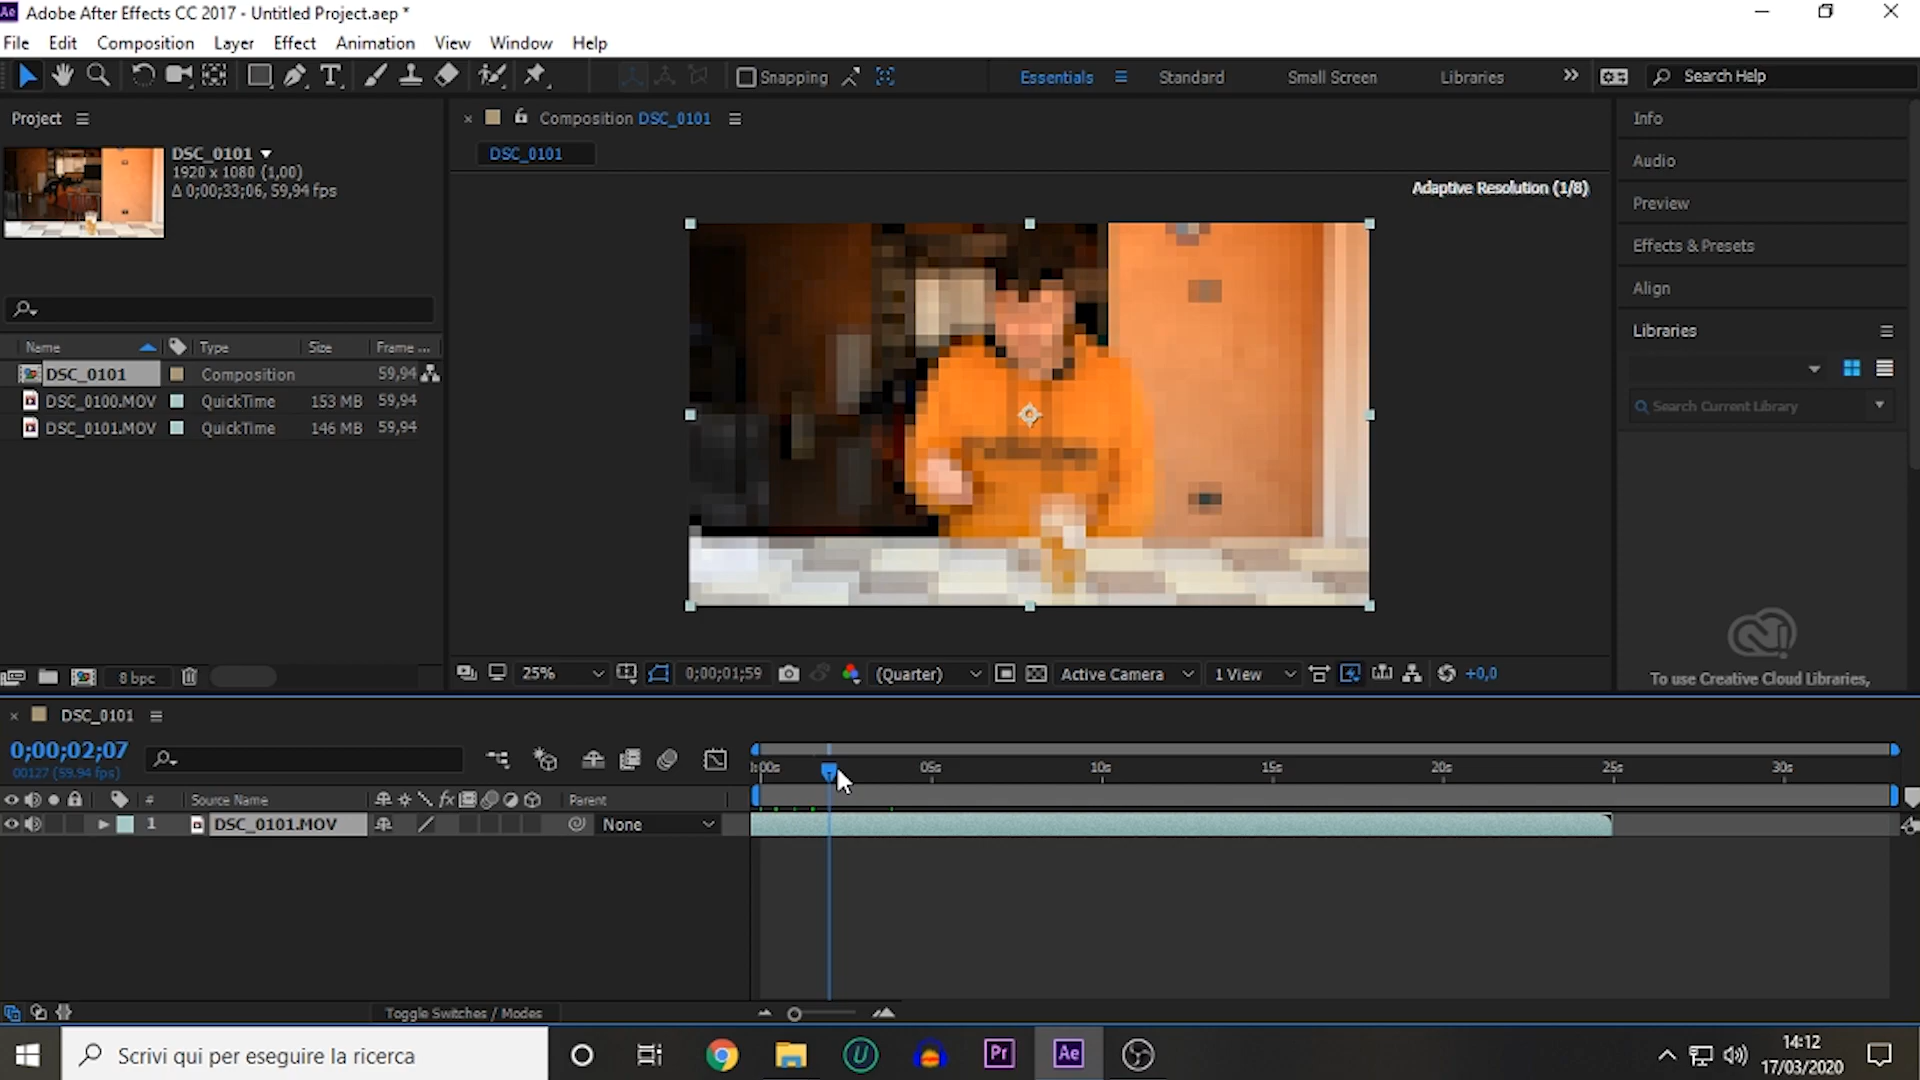 Ae Adobe After Effects CC 2017 - Untitled Project.aep *
File Edit Composition Layer Effect Animation View Window Help
T Snapping Essentials Standard Small Screen Libraries Search Help
Project
DSC_0101
1920 x 1080 (1,00)
Δ 0;00;33;06, 59,94 fps
Name Type Size Frame ...
DSC_0101 Composition 59,94
DSC_0100.MOV QuickTime 153 MB 59,94
DSC_0101.MOV QuickTime 146 MB 59,94
8 bpc
Composition DSC_0101
DSC_0101
Adaptive Resolution (1/8)
25% 0;00;01;59 (Quarter) Active Camera 1 View +0,0
Info
Audio
Preview
Effects & Presets
Align
Libraries
Search Current Library
To use Creative Cloud Libraries,
DSC_0101
0;00;02;07
00127 (59.94 fps)
):00s 05s 10s 15s 20s 25s 30s
# Source Name fx Parent
1 DSC_0101.MOV None
Toggle Switches / Modes
Scrivi qui per eseguire la ricerca
U Pr Ae
14:12
17/03/2020